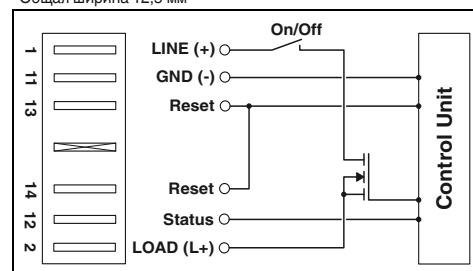 Общая ширина 12,5 мм
On/Off
1 LINE (+)
11 GND (-)
13 Reset
14 Reset
12 Status
2 LOAD (L+)
Control Unit